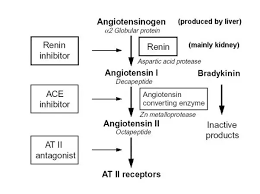 Angiotensinogen (produced by liver)
α2 Globular protein
Renin inhibitor
Renin (mainly kidney)
Aspartic acid protease
Angiotensin I
Decapeptide
Bradykinin
ACE inhibitor
Angiotensin converting enzyme
Zn metalloprotease
Angiotensin II
Octapeptide
Inactive products
AT II antagonist
AT II receptors